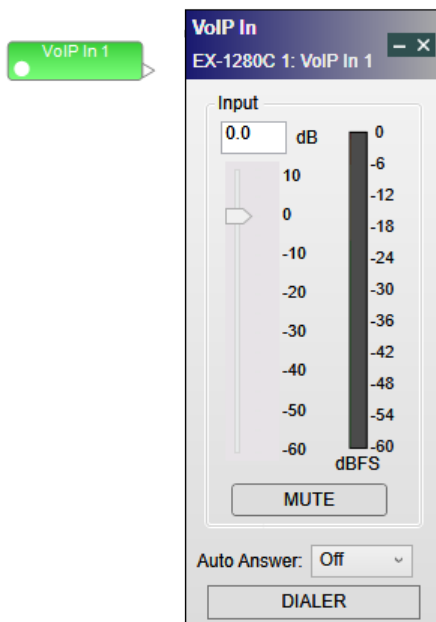 VoIP In 1
VoIP In
EX-1280C 1: VoIP In 1
Input
0.0 dB
0
-6
10
-12
0
-18
-10
-24
-20
-30
-30
-36
-40
-42
-48
-50
-54
-60
-60
dBFS
MUTE
Auto Answer: Off
DIALER